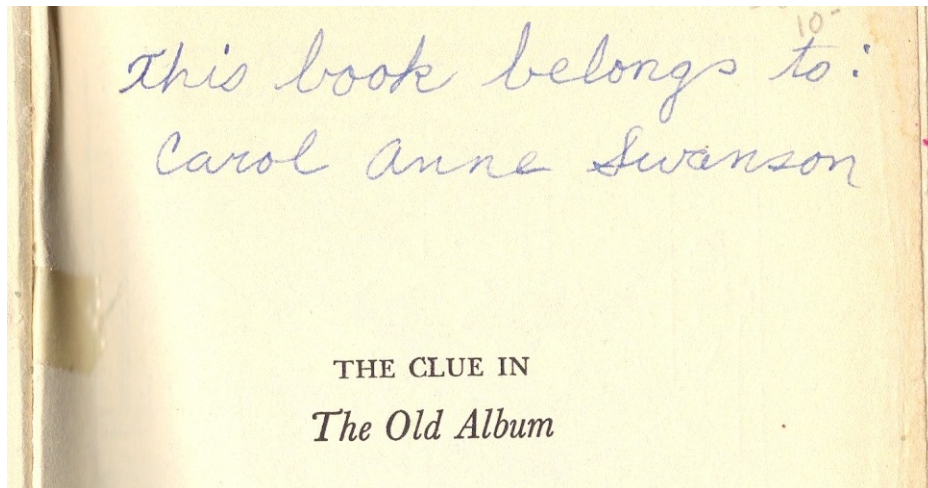 10-
This book belongs to:
Carol Anne Swanson
THE CLUE IN
The Old Album